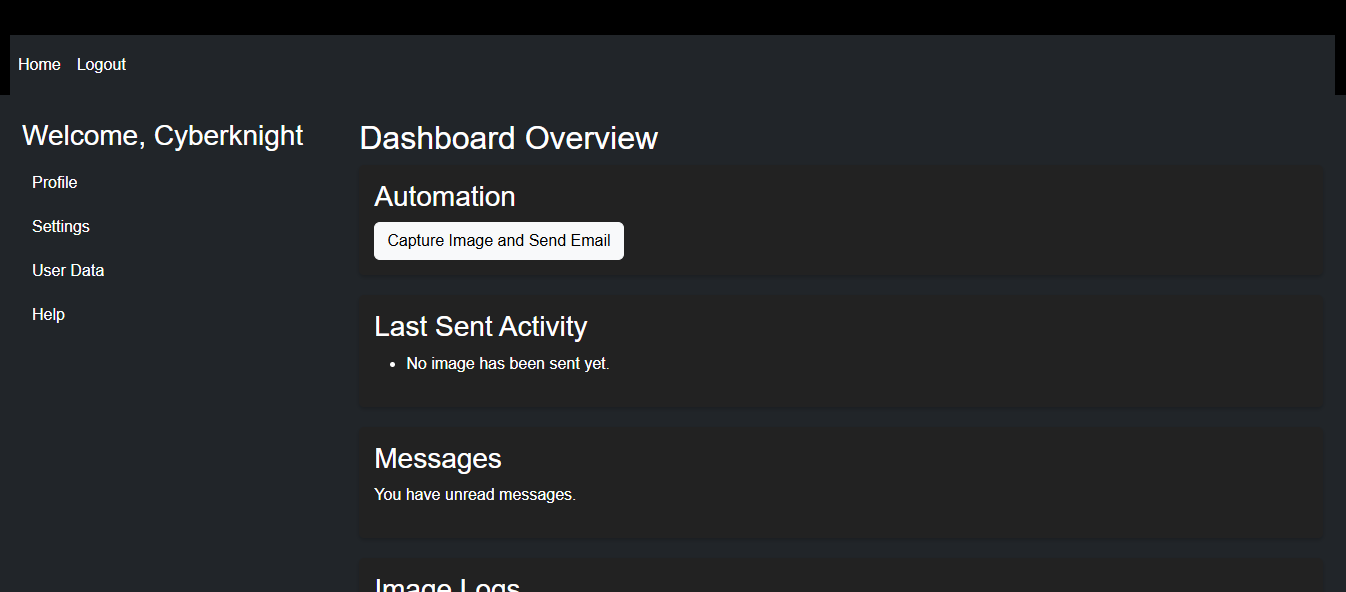 Home Logout
Welcome, Cyberknight
Profile
Settings
User Data
Help
Dashboard Overview
Automation
Capture Image and Send Email
Last Sent Activity
• No image has been sent yet.
Messages
You have unread messages.
Image Logs